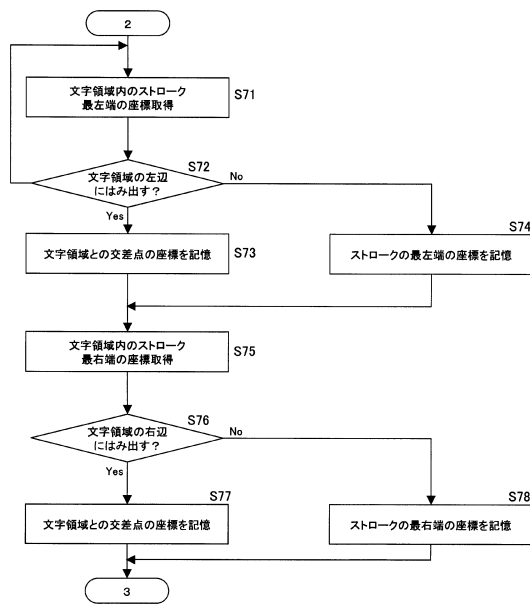 2
文字領域内のストローク
最左端の座標取得
S71
S72
文字領域の左辺
にはみ出す?
No
Yes
S73
文字領域との交差点の座標を記憶
S74
ストロークの最左端の座標を記憶
文字領域内のストローク
最右端の座標取得
S75
S76
文字領域の右辺
にはみ出す?
No
Yes
S77
文字領域との交差点の座標を記憶
S78
ストロークの最右端の座標を記憶
3